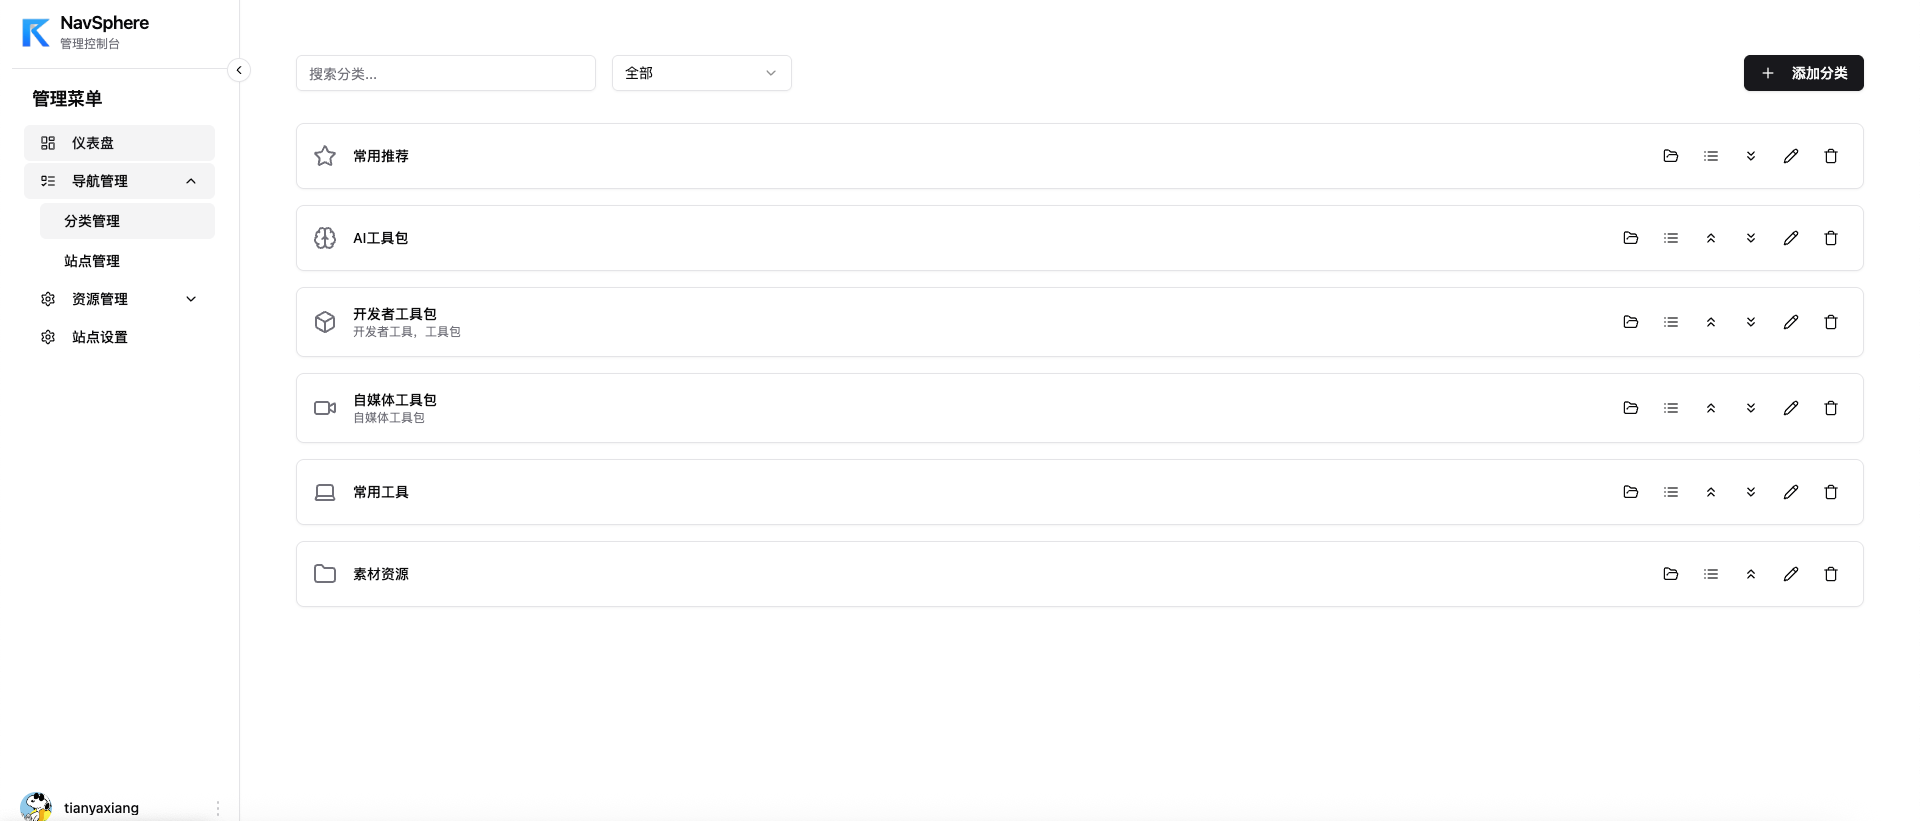 NavSphere
管理控制台
管理菜单
仪表盘
导航管理
分类管理
站点管理
资源管理
站点设置
tianyaxiang
搜索分类...
全部
添加分类
常用推荐
AI工具包
开发者工具包
开发者工具，工具包
自媒体工具包
自媒体工具包
常用工具
素材资源